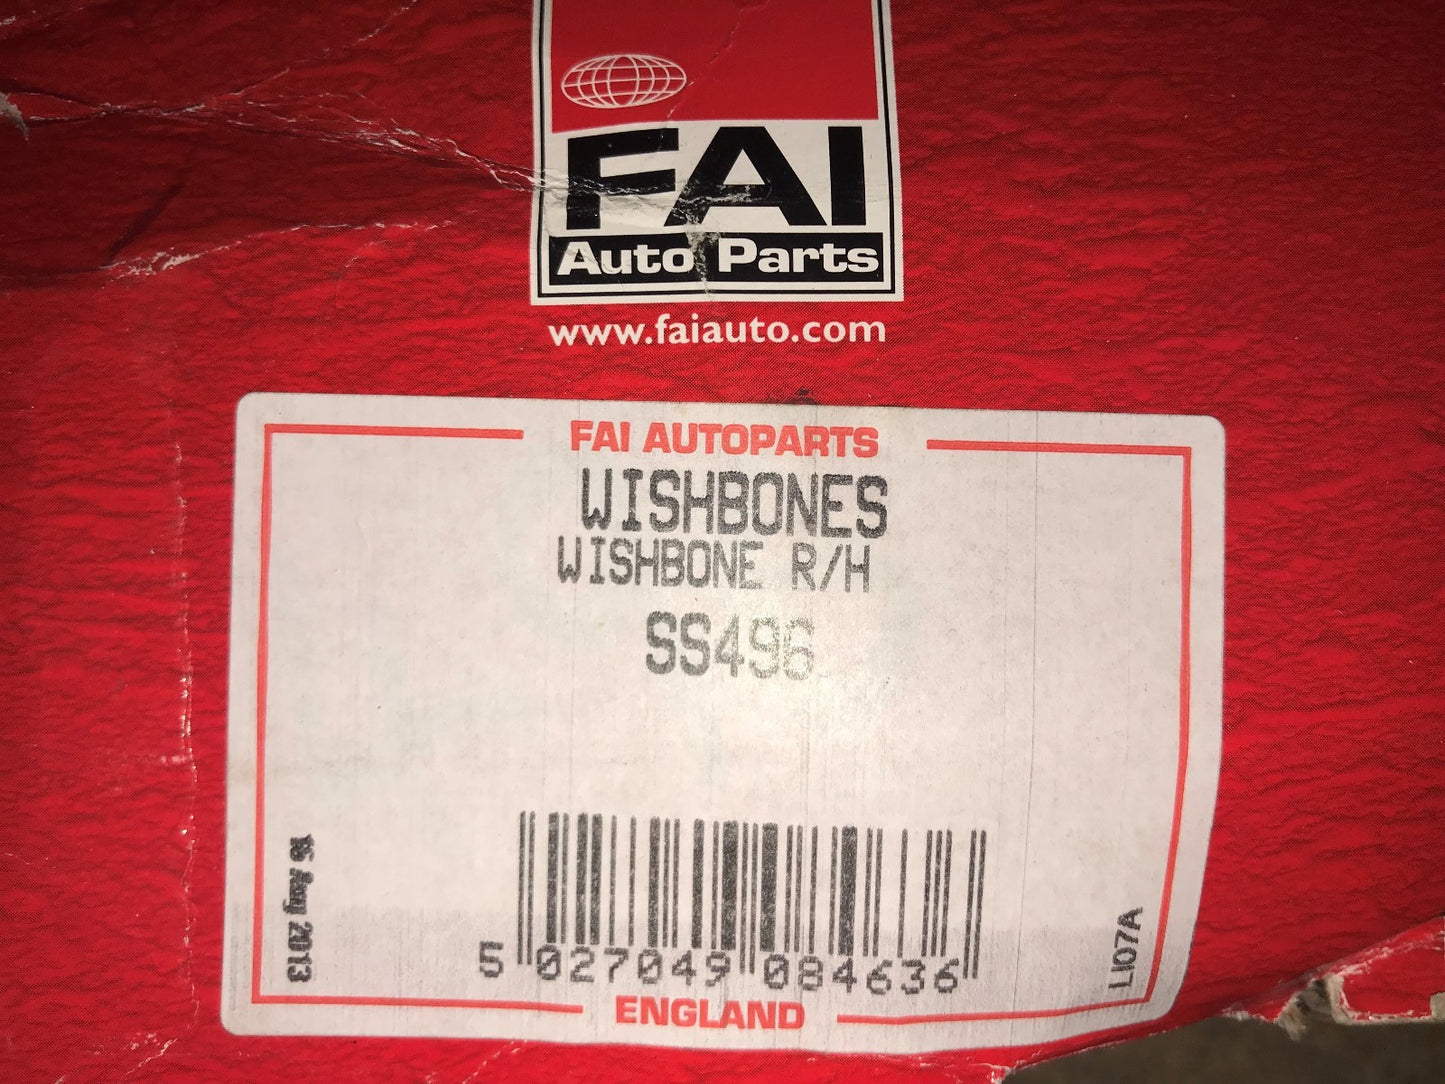 FAI
Auto Parts
www.faiauto.com
FAI AUTOPARTS
WISHBONES
WISHBONE R/H
SS496
16 Aug 2013
5 027049 084636
LI07A
ENGLAND